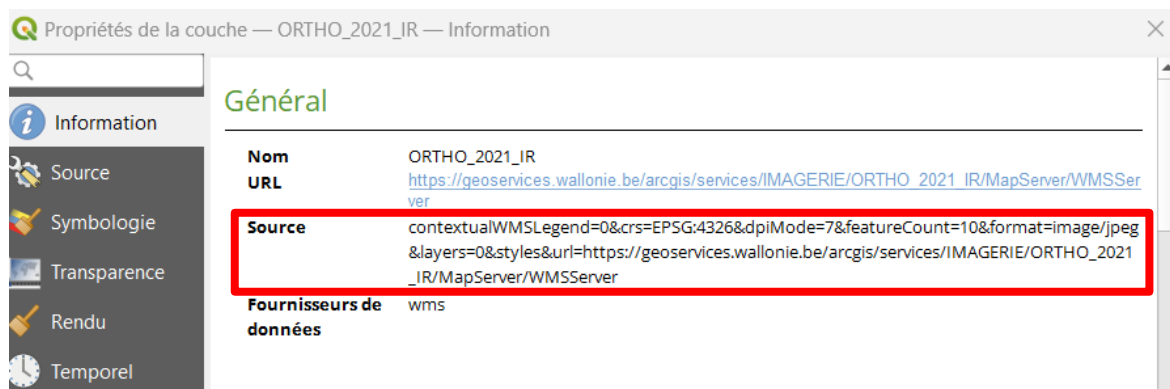 Propriétés de la couche — ORTHO_2021_IR — Information
Information
Source
Symbologie
Transparence
Rendu
Temporel
Général
Nom ORTHO_2021_IR
URL https://geoservices.wallonie.be/arcgis/services/IMAGERIE/ORTHO_2021_IR/MapServer/WMSSer
ver
Source contextualWMSLegend=0&crs=EPSG:4326&dpiMode=7&featureCount=10&format=image/jpeg
&layers=0&styles&url=https://geoservices.wallonie.be/arcgis/services/IMAGERIE/ORTHO_2021
_IR/MapServer/WMSServer
Fournisseurs de wms
données